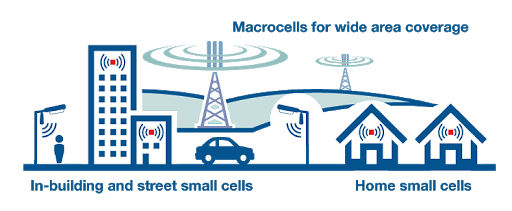 Macrocells for wide area coverage
In-building and street small cells
Home small cells